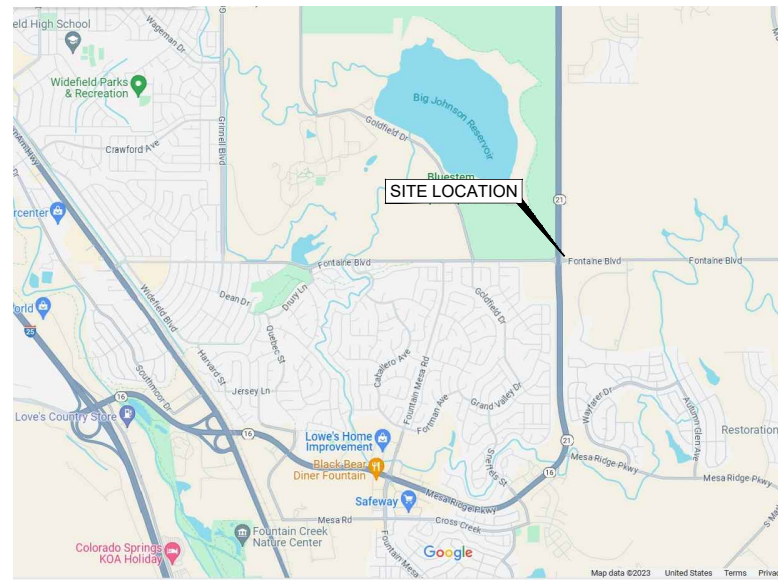 eld High School
Wageman Dr
Widefield Parks
& Recreation
Grinnell Blvd
Goldfield Dr
Big Johnson Reservoir
Crawford Ave
Bluestem
SITE LOCATION
21
rcenter
Fontaine Blvd
Fontaine Blvd
Fontaine Blvd
Dean Dr
Drury Ln
Goldfield Dr
Widefield Blvd
orld
25
Quebec St
Harvard St
Southmoor Dr
Caballero Ave
Fountain Mesa Rd
Jersey Ln
16
Grand Valley Dr
Wayfarer Dr
Autumn Glen Ave
Love's Country Store
Fortman Ave
16
Restoration
Lowe's Home
Improvement
21
Black Bear
Diner Fountain
Sneffels St
16
Mesa Ridge Pkwy
Mesa Ridge Pkwy
Safeway
Mesa Ridge Pkwy
Mesa Rd
Cross Creek
Fountain Creek
Nature Center
Fountain Mesa
Colorado Springs
KOA Holiday
Google
Map data ©2023 United States Terms Priva